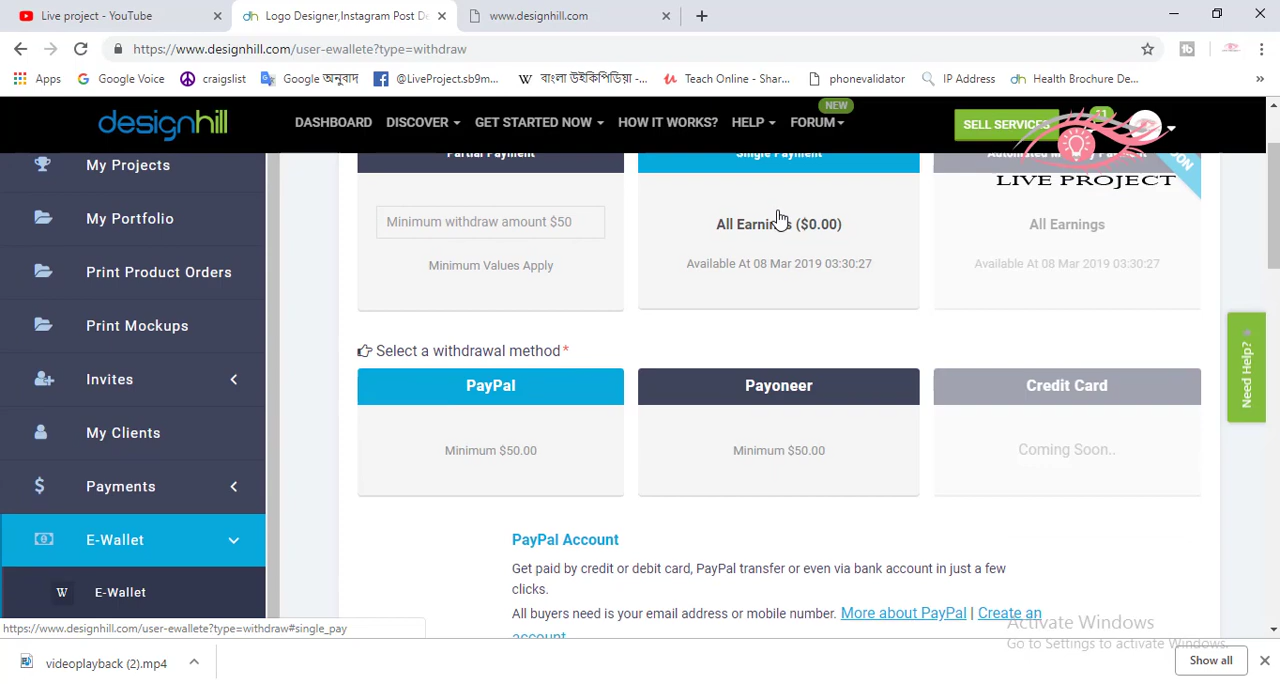 Live project - YouTube
Logo Designer,Instagram Post De
www.designhill.com
https://www.designhill.com/user-ewallete?type=withdraw
Apps
Google Voice
craigslist
Google অনুবাদ
@LiveProject.sb9m...
বাংলা উইকিপিডিয়া -...
Teach Online - Shar...
phonevalidator
IP Address
Health Brochure De...
designhill
DASHBOARD
DISCOVER
GET STARTED NOW
HOW IT WORKS?
HELP
NEW
FORUM
SELL SERVICES
11
LIVE PROJECT
My Projects
My Portfolio
Print Product Orders
Print Mockups
Invites
My Clients
Payments
E-Wallet
W E-Wallet
Partial Payment
Minimum withdraw amount $50
Minimum Values Apply
Single Payment
All Earnings ($0.00)
Available At 08 Mar 2019 03:30:27
All Earnings
Available At 08 Mar 2019 03:30:27
Select a withdrawal method*
PayPal
Minimum $50.00
Payoneer
Minimum $50.00
Credit Card
Coming Soon..
PayPal Account
Get paid by credit or debit card, PayPal transfer or even via bank account in just a few
clicks.
All buyers need is your email address or mobile number. More about PayPal | Create an
account
Need Help?
Activate Windows
Go to Settings to activate Windows.
https://www.designhill.com/user-ewallete?type=withdraw#single_pay
videoplayback (2).mp4
Show all